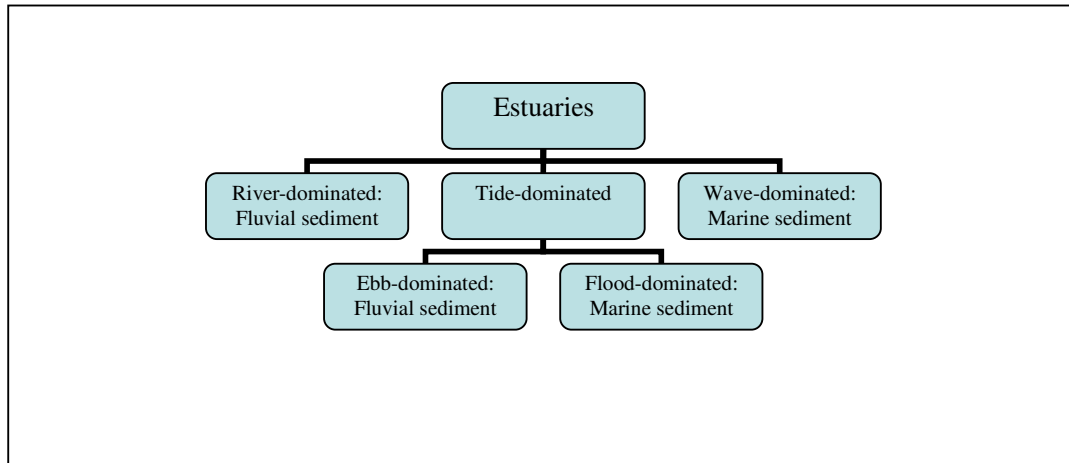 Estuaries
River-dominated:
Fluvial sediment
Tide-dominated
Wave-dominated:
Marine sediment
Ebb-dominated:
Fluvial sediment
Flood-dominated:
Marine sediment